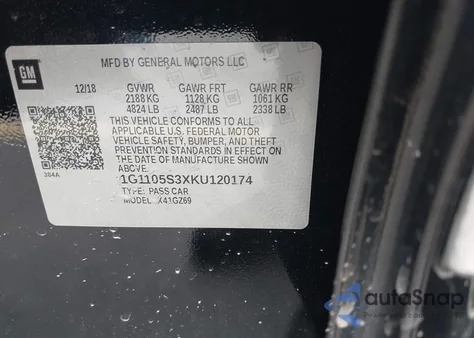 MFD BY GENERAL MOTORS LLC
GM
12/18 GVWR GAWR FRT GAWR RR
2188 KG 1128 KG 1061 KG
4824 LB 2487 LB 2338 LB
THIS VEHICLE CONFORMS TO ALL
APPLICABLE U.S. FEDERAL MOTOR
VEHICLE SAFETY, BUMPER, AND THEFT
PREVENTION STANDARDS IN EFFECT ON
THE DATE OF MANUFACTURE SHOWN
ABOVE.
384A
1G1105S3XKU120174
TYPE: PASS CAR
MODEL: X41GZ69
autoSnap